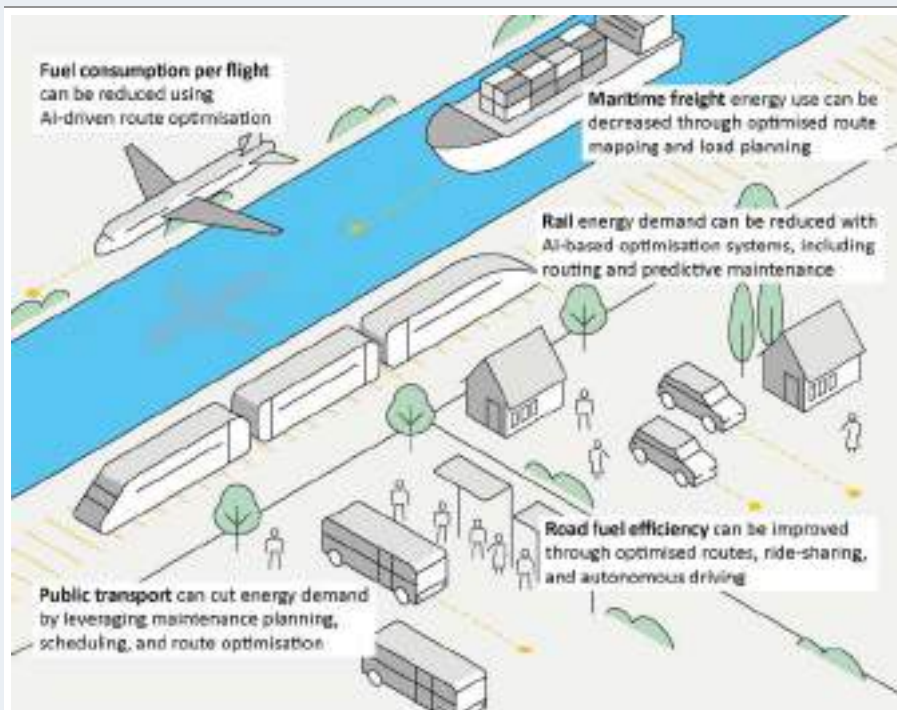 Fuel consumption per flight
can be reduced using
AI-driven route optimisation
Maritime freight energy use can be
decreased through optimised route
mapping and load planning
Rail energy demand can be reduced with
AI-based optimisation systems, including
routing and predictive maintenance
Road fuel efficiency can be improved
through optimised routes, ride-sharing,
and autonomous driving
Public transport can cut energy demand
by leveraging maintenance planning,
scheduling, and route optimisation